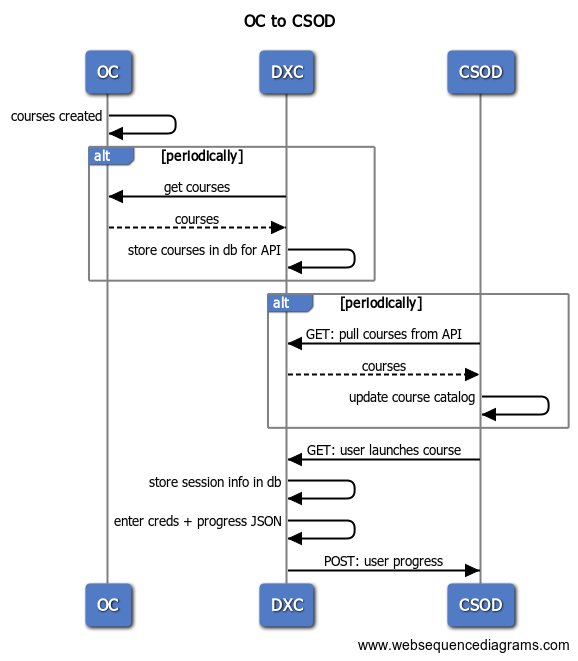 OC to CSOD
OC DXC CSOD
courses created
alt [periodically]
get courses
courses
store courses in db for API
alt [periodically]
GET: pull courses from API
courses
update course catalog
GET: user launches course
store session info in db
enter creds + progress JSON
POST: user progress
OC DXC CSOD
www.websequencediagrams.com